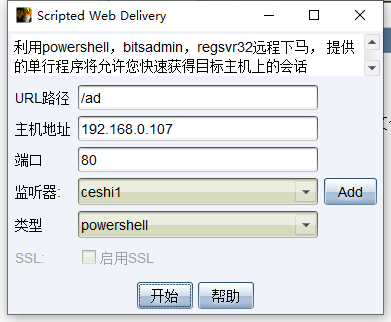 Scripted Web Delivery
利用powershell，bitsadmin，regsvr32远程下马， 提供
的单行程序将允许您快速获得目标主机上的会话
URL路径 /ad
主机地址 192.168.0.107
端口 80
监听器: ceshi1 Add
类型 powershell
SSL: 启用SSL
开始 帮助